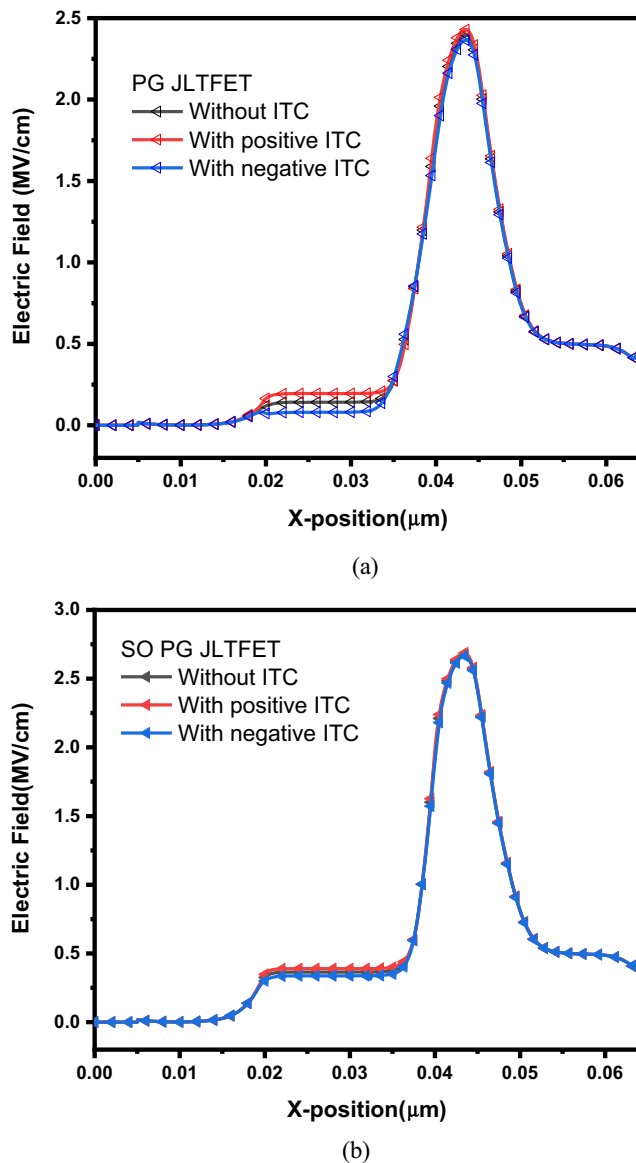 2.5
2.0
1.5
1.0
0.5
0.0
Electric Field (MV/cm)
PG JLTFET
Without ITC
With positive ITC
With negative ITC
0.00 0.01 0.02 0.03 0.04 0.05 0.06
X-position(μm)
(a)
3.0
2.5
2.0
1.5
1.0
0.5
0.0
Electric Field(MV/cm)
SO PG JLTFET
Without ITC
With positive ITC
With negative ITC
0.00 0.01 0.02 0.03 0.04 0.05 0.06
X-position(μm)
(b)